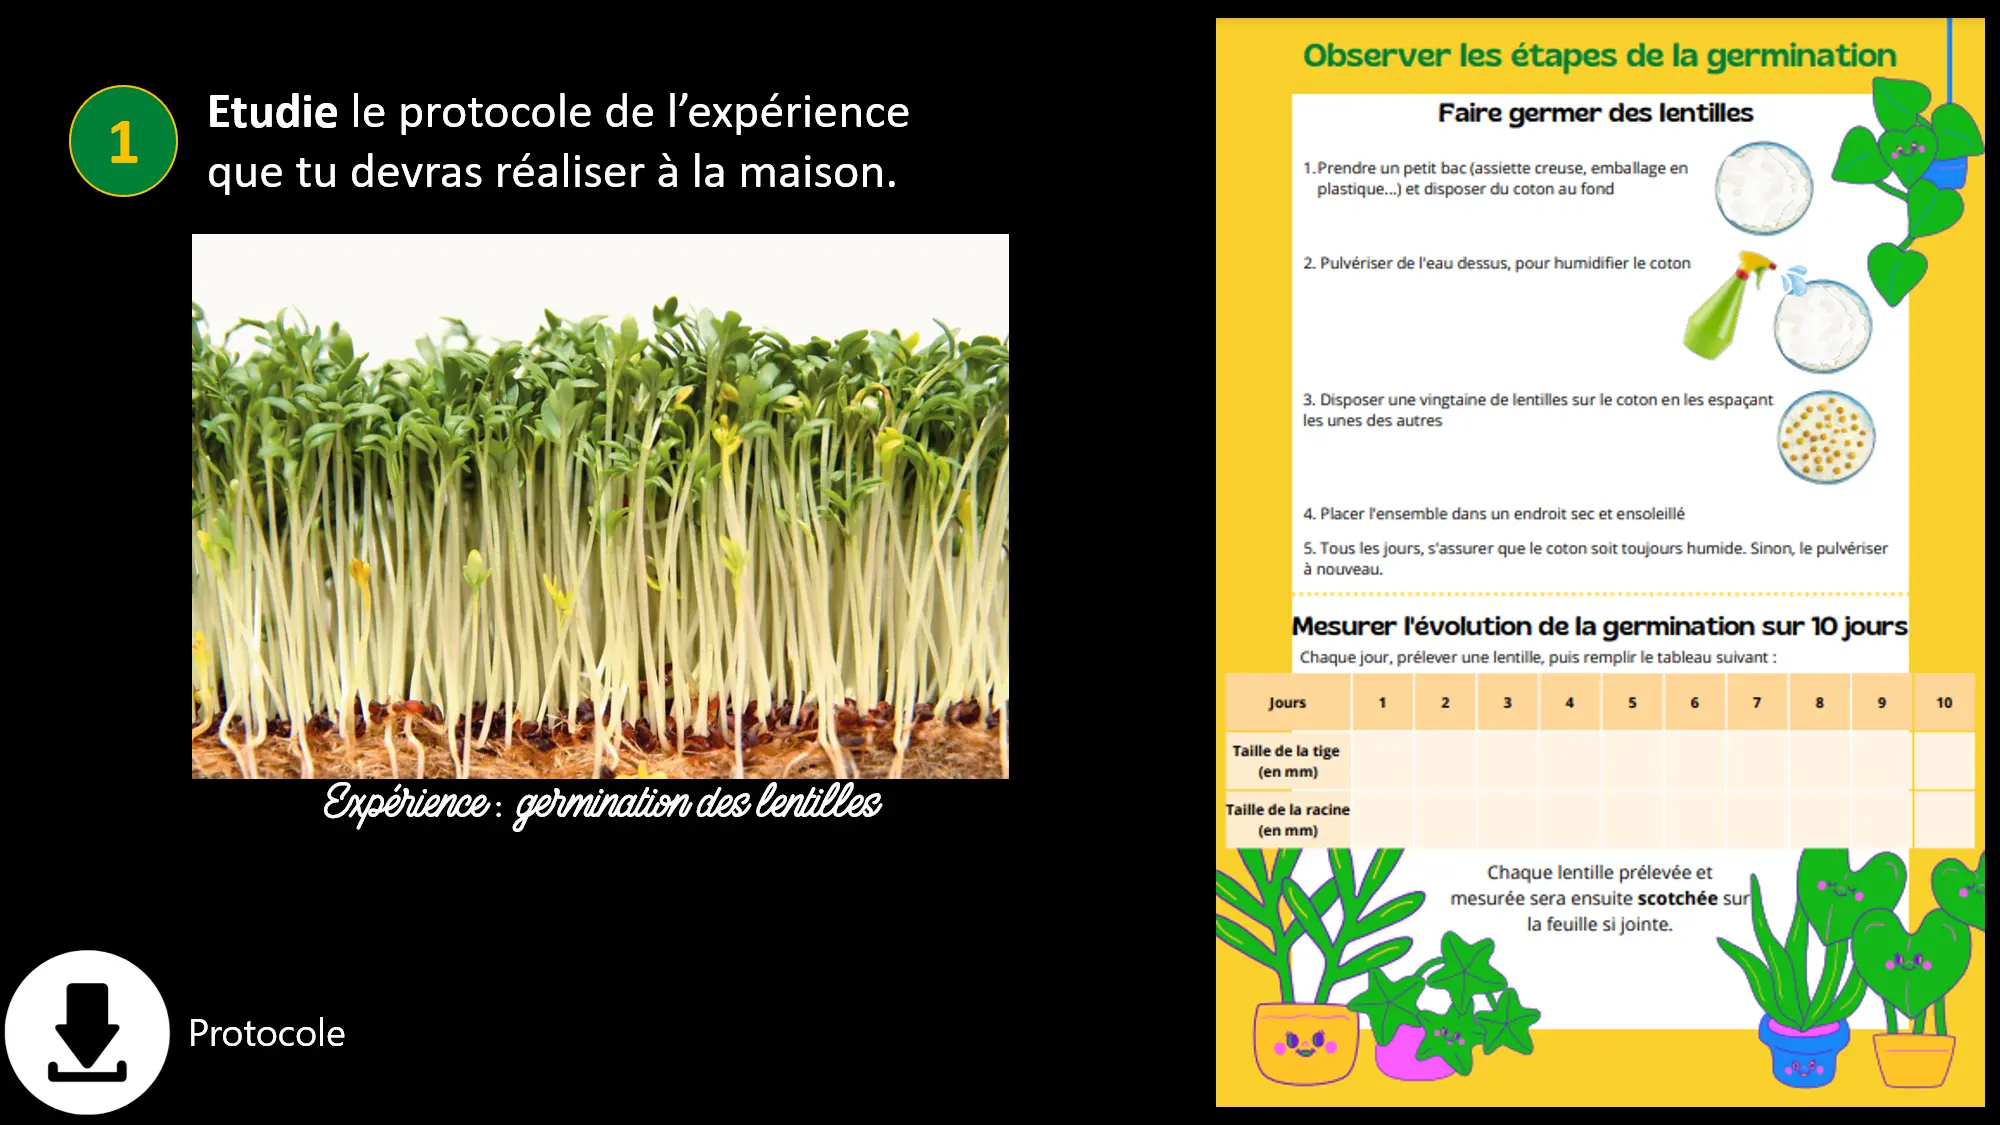 1
Etudie le protocole de l’expérience
que tu devras réaliser à la maison.
Expérience : germination des lentilles
Protocole
Observer les étapes de la germination
Faire germer des lentilles
1. Prendre un petit bac (assiette creuse, emballage en
plastique...) et disposer du coton au fond
2. Pulvériser de l'eau dessus, pour humidifier le coton
3. Disposer une vingtaine de lentilles sur le coton en les espaçant
les unes des autres
4. Placer l'ensemble dans un endroit sec et ensoleillé
5. Tous les jours, s'assurer que le coton soit toujours humide. Sinon, le pulvériser
à nouveau.
Mesurer l'évolution de la germination sur 10 jours
Chaque jour, prélever une lentille, puis remplir le tableau suivant :
Jours 1 2 3 4 5 6 7 8 9 10
Taille de la tige
(en mm)
Taille de la racine
(en mm)
Chaque lentille prélevée et
mesurée sera ensuite scotchée sur
la feuille si jointe.